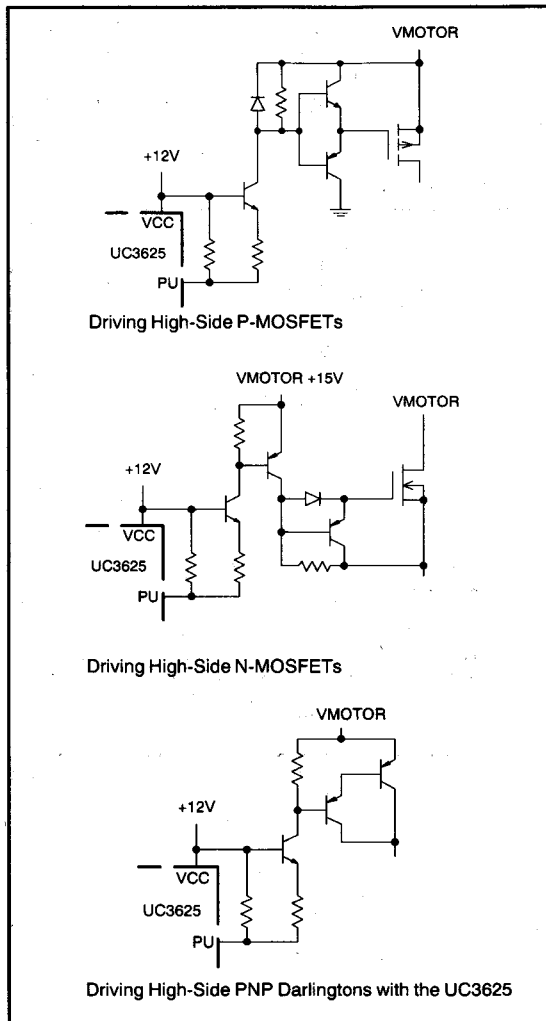 VMOTOR
+12V
VCC
UC3625
PU
Driving High-Side P-MOSFETs
VMOTOR +15V
VMOTOR
+12V
VCC
UC3625
PU
Driving High-Side N-MOSFETs
VMOTOR
+12V
VCC
UC3625
PU
Driving High-Side PNP Darlingtons with the UC3625